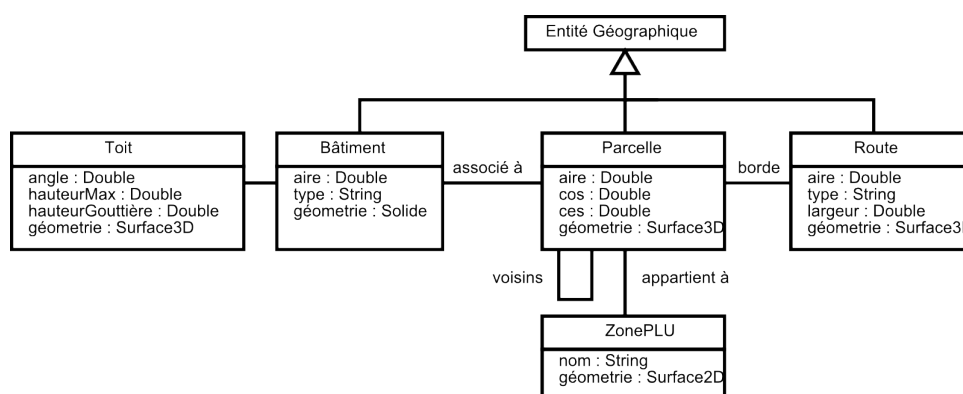 Entité Géographique
Toit
angle : Double
hauteurMax : Double
hauteurGouttière : Double
géometrie : Surface3D
Bâtiment
aire : Double
type : String
géometrie : Solide
associé à
Parcelle
aire : Double
cos : Double
ces : Double
géometrie : Surface3D
borde
Route
aire : Double
type : String
largeur : Double
géometrie : Surface3D
voisins
appartient à
ZonePLU
nom : String
géometrie : Surface2D